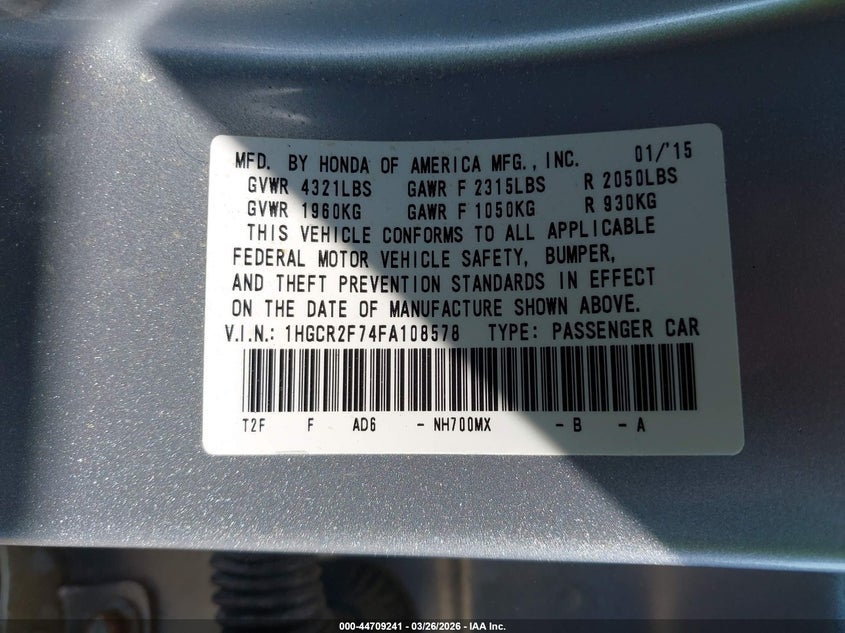 MFD. BY HONDA OF AMERICA MFG., INC. 01/'15
GVWR 4321LBS GAWR F 2315LBS R 2050LBS
GVWR 1960KG GAWR F 1050KG R 930KG
THIS VEHICLE CONFORMS TO ALL APPLICABLE
FEDERAL MOTOR VEHICLE SAFETY, BUMPER,
AND THEFT PREVENTION STANDARDS IN EFFECT
ON THE DATE OF MANUFACTURE SHOWN ABOVE.
V.I.N.: 1HGCR2F74FA108578 TYPE: PASSENGER CAR
T2F F AD6 - NH700MX - B - A
000-44709241 - 03/26/2026 - IAA Inc.